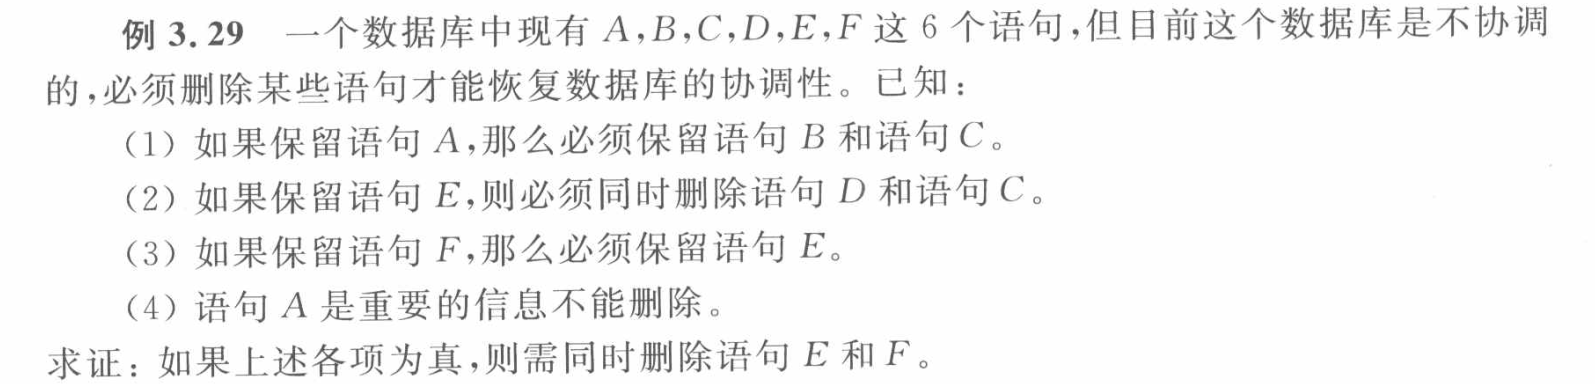 例 3.29 一个数据库中现有 A,B,C,D,E,F 这 6 个语句,但目前这个数据库是不协调
的,必须删除某些语句才能恢复数据库的协调性。已知:
(1) 如果保留语句 A,那么必须保留语句 B 和语句 C。
(2) 如果保留语句 E,则必须同时删除语句 D 和语句 C。
(3) 如果保留语句 F,那么必须保留语句 E。
(4) 语句 A 是重要的信息不能删除。
求证: 如果上述各项为真,则需同时删除语句 E 和 F。